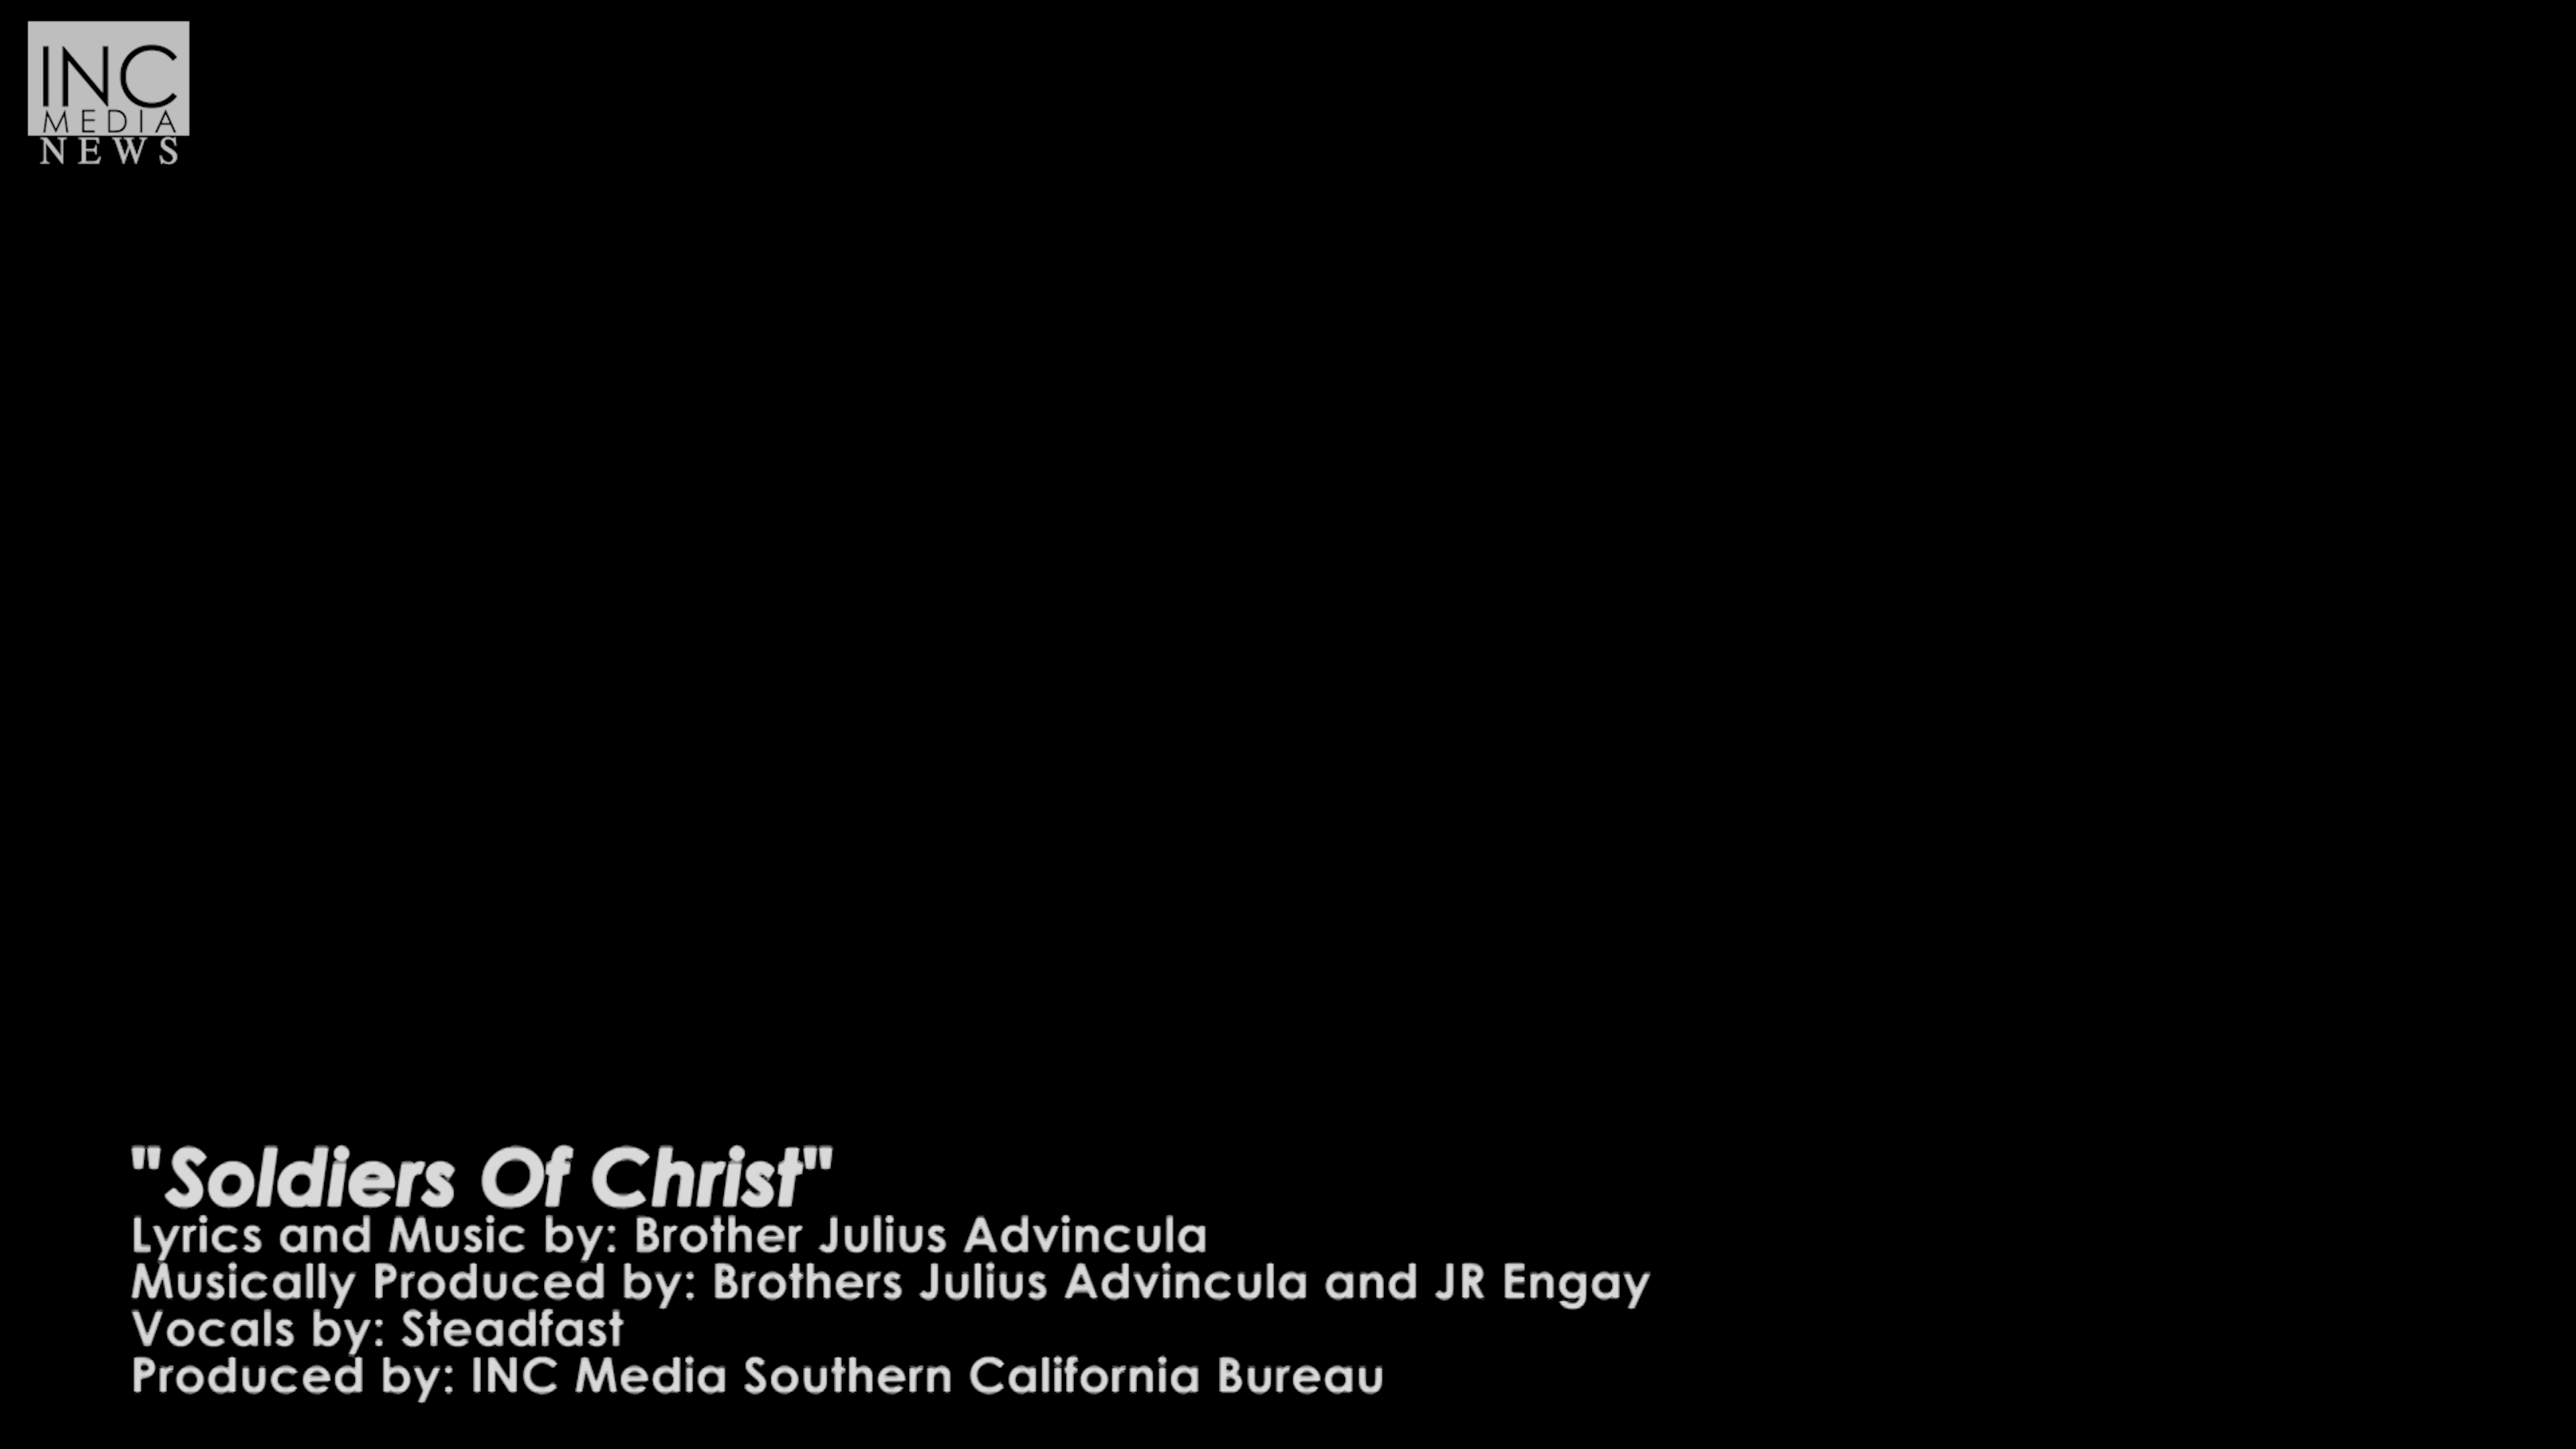 INC
MEDIA
NEWS
"Soldiers Of Christ"
Lyrics and Music by: Brother Julius Advincula
Musically Produced by: Brothers Julius Advincula and JR Engay
Vocals by: Steadfast
Produced by: INC Media Southern California Bureau